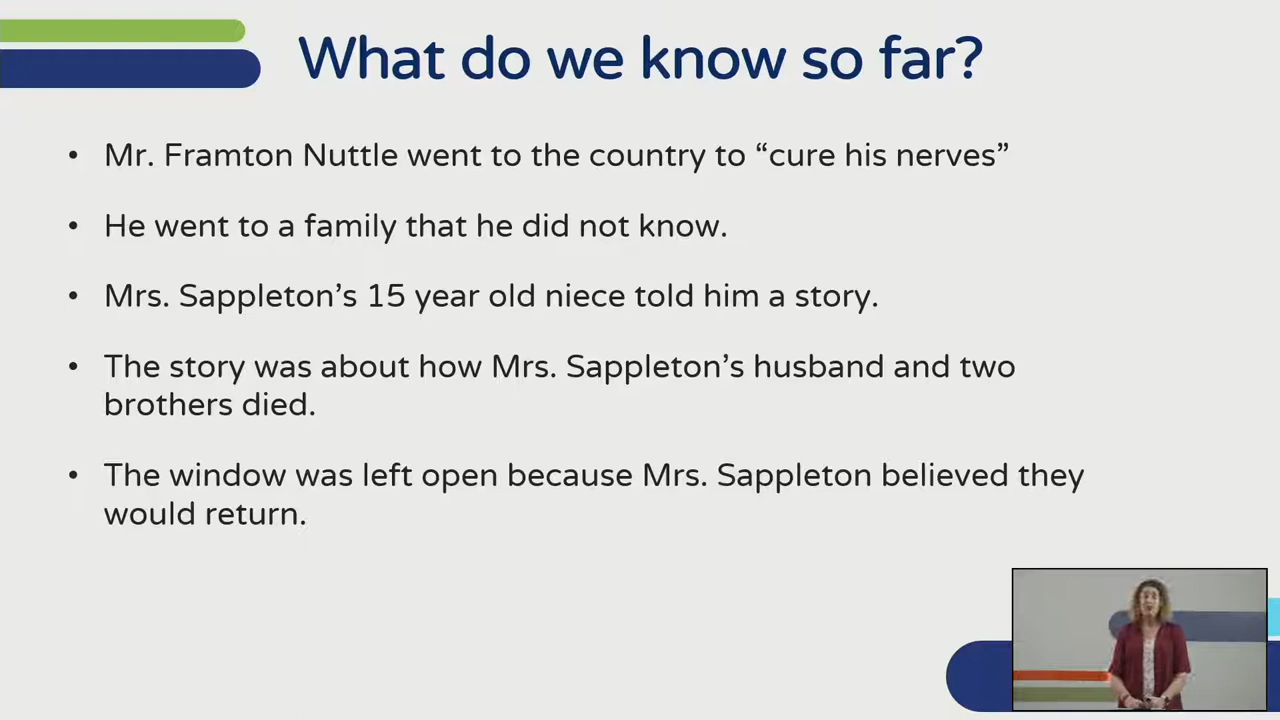 What do we know so far?
• Mr. Framton Nuttle went to the country to “cure his nerves”
• He went to a family that he did not know.
• Mrs. Sappleton’s 15 year old niece told him a story.
• The story was about how Mrs. Sappleton’s husband and two
brothers died.
• The window was left open because Mrs. Sappleton believed they
would return.